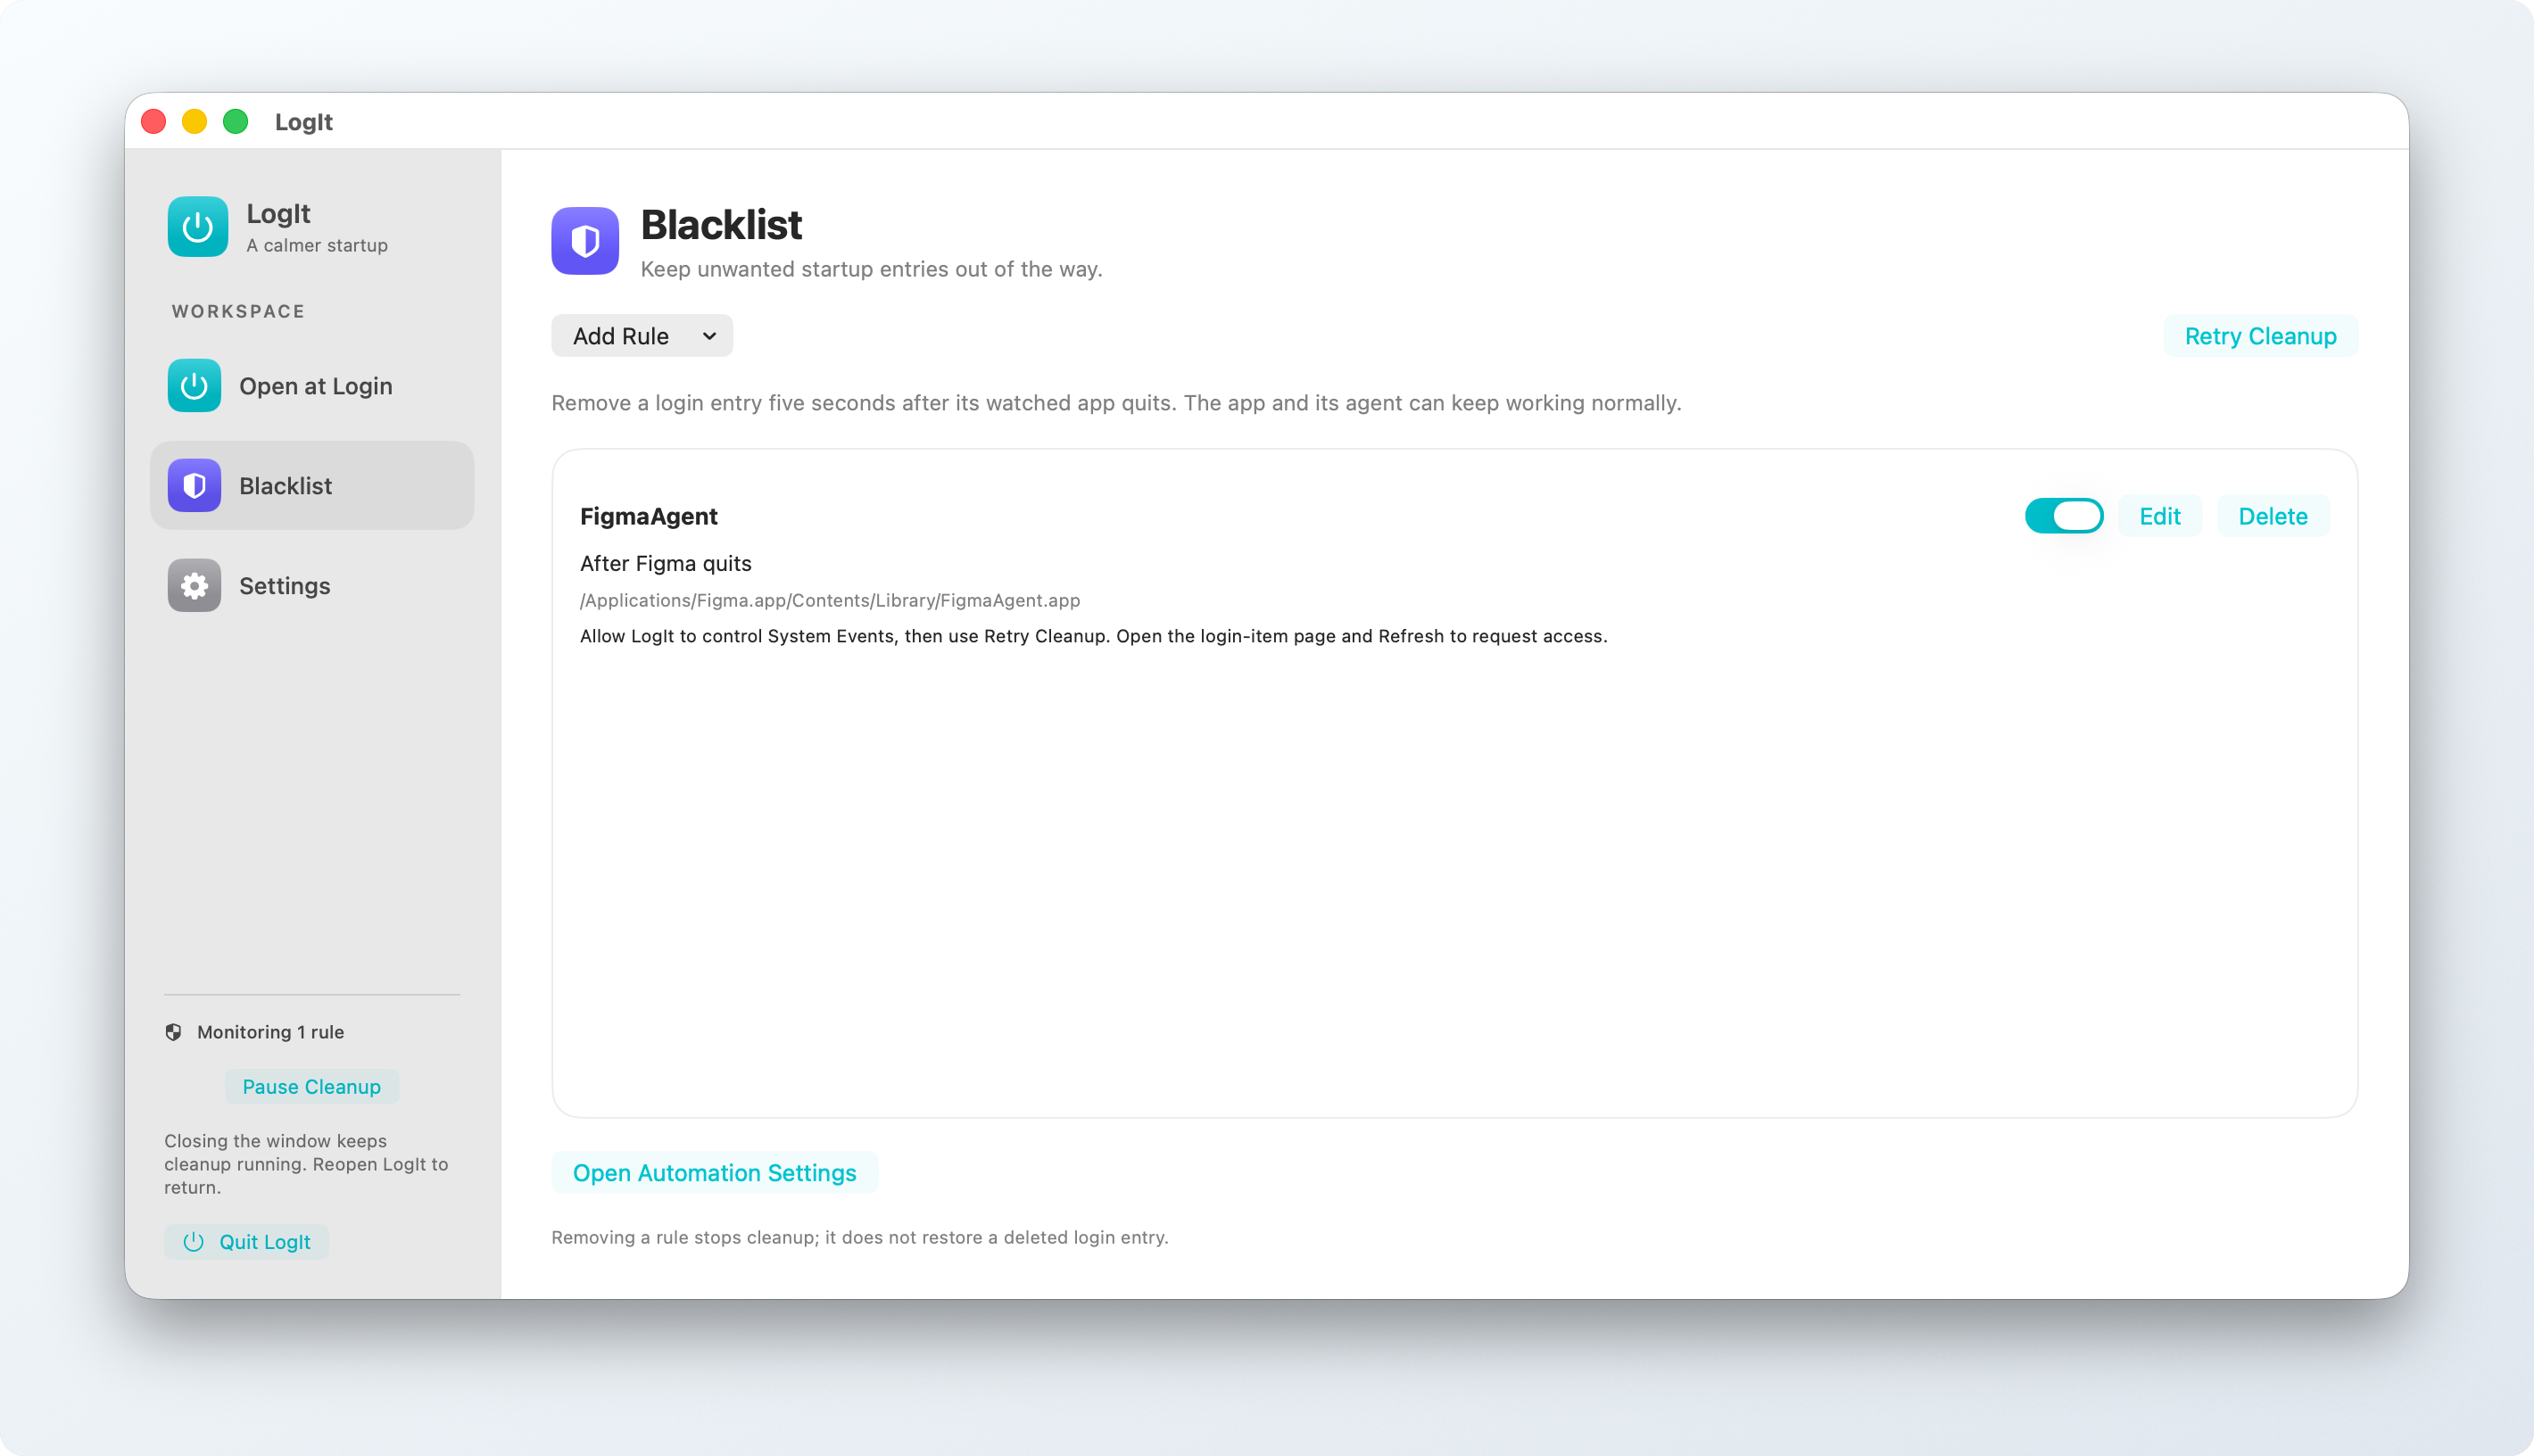 LogIt
LogIt
A calmer startup
WORKSPACE
Open at Login
Blacklist
Settings
Monitoring 1 rule
Pause Cleanup
Closing the window keeps
cleanup running. Reopen LogIt to
return.
Quit LogIt
Blacklist
Keep unwanted startup entries out of the way.
Add Rule
Retry Cleanup
Remove a login entry five seconds after its watched app quits. The app and its agent can keep working normally.
FigmaAgent
Edit
Delete
After Figma quits
/Applications/Figma.app/Contents/Library/FigmaAgent.app
Allow LogIt to control System Events, then use Retry Cleanup. Open the login-item page and Refresh to request access.
Open Automation Settings
Removing a rule stops cleanup; it does not restore a deleted login entry.